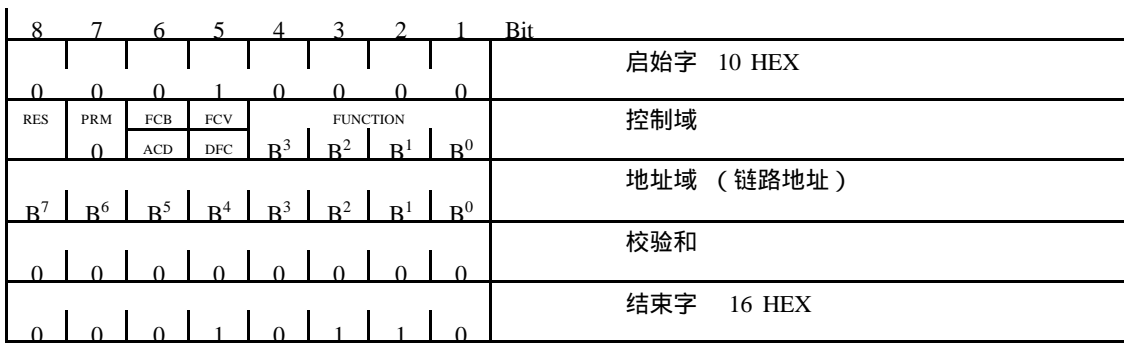 8 7 6 5 4 3 2 1 Bit
启始字 10 HEX
0 0 0 1 0 0 0 0
RES PRM FCB FCV FUNCTION 控制域
0 ACD DFC B³ B² B¹ B⁰
地址域 （链路地址）
B⁷ B⁶ B⁵ B⁴ B³ B² B¹ B⁰
校验和
0 0 0 0 0 0 0 0
结束字 16 HEX
0 0 0 1 0 1 1 0